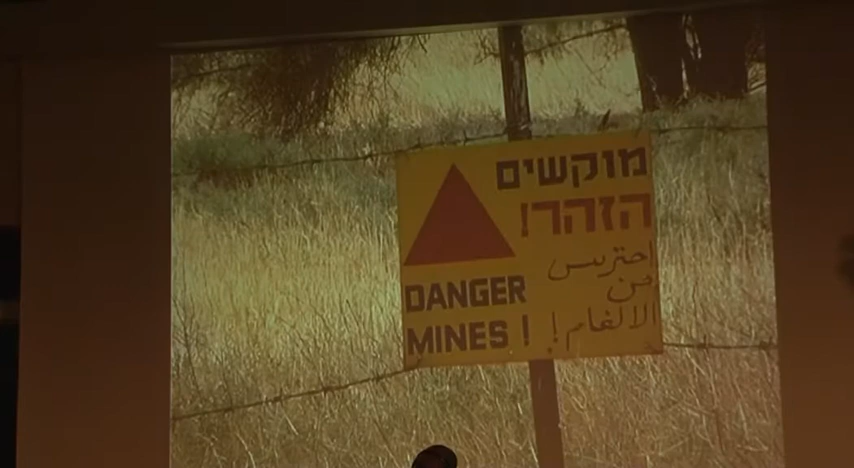 מוקשים
הזהר!
احترس
من
الالغام!
DANGER
MINES!